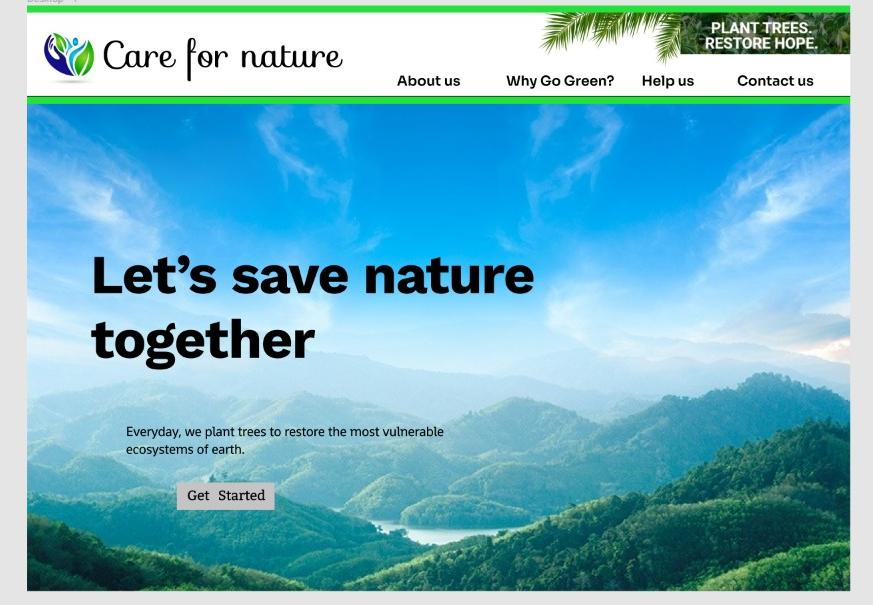 Care for nature
PLANT TREES.
RESTORE HOPE.
About us
Why Go Green?
Help us
Contact us
Let’s save nature
together
Everyday, we plant trees to restore the most vulnerable
ecosystems of earth.
Get Started